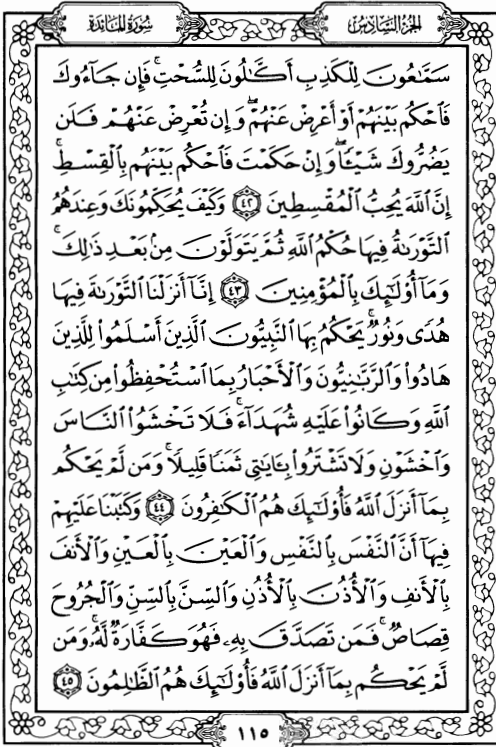 الجزء السادس
سورة المائدة
سَمَّٰعُونَ لِلْكَذِبِ أَكَّٰلُونَ لِلسُّحْتِ ۚ فَإِن جَآءُوكَ
فَٱحْكُم بَيْنَهُمْ أَوْ أَعْرِضْ عَنْهُمْ ۖ وَإِن تُعْرِضْ عَنْهُمْ فَلَن
يَضُرُّوكَ شَيْـًٔا ۖ وَإِنْ حَكَمْتَ فَٱحْكُم بَيْنَهُم بِٱلْقِسْطِ ۚ
إِنَّ ٱللَّهَ يُحِبُّ ٱلْمُقْسِطِينَ ٤٢ وَكَيْفَ يُحَكِّمُونَكَ وَعِندَهُمُ
ٱلتَّوْرَىٰةُ فِيهَا حُكْمُ ٱللَّهِ ثُمَّ يَتَوَلَّوْنَ مِنۢ بَعْدِ ذَٰلِكَ ۚ
وَمَآ أُو۟لَٰٓئِكَ بِٱلْمُؤْمِنِينَ ٤٣ إِنَّآ أَنزَلْنَا ٱلتَّوْرَىٰةَ فِيهَا
هُدًى وَنُورٌ ۚ يَحْكُمُ بِهَا ٱلنَّبِيُّونَ ٱلَّذِينَ أَسْلَمُوا۟ لِلَّذِينَ
هَادُوا۟ وَٱلرَّبَّٰنِيُّونَ وَٱلْأَحْبَارُ بِمَا ٱسْتُحْفِظُوا۟ مِن كِتَٰبِ
ٱللَّهِ وَكَانُوا۟ عَلَيْهِ شُهَدَآءَ ۚ فَلَا تَخْشَوُا۟ ٱلنَّاسَ
وَٱخْشَوْنِ وَلَا تَشْتَرُوا۟ بِـَٔايَٰتِى ثَمَنًا قَلِيلًا ۚ وَمَن لَّمْ يَحْكُم
بِمَآ أَنزَلَ ٱللَّهُ فَأُو۟لَٰٓئِكَ هُمُ ٱلْكَٰفِرُونَ ٤٤ وَكَتَبْنَا عَلَيْهِمْ
فِيهَآ أَنَّ ٱلنَّفْسَ بِٱلنَّفْسِ وَٱلْعَيْنَ بِٱلْعَيْنِ وَٱلْأَنفَ
بِٱلْأَنفِ وَٱلْأُذُنَ بِٱلْأُذُنِ وَٱلسِّنَّ بِٱلسِّنِّ وَٱلْجُرُوحَ
قِصَاصٌ ۚ فَمَن تَصَدَّقَ بِهِۦ فَهُوَ كَفَّارَةٌ لَّهُۥ ۚ وَمَن
لَّمْ يَحْكُم بِمَآ أَنزَلَ ٱللَّهُ فَأُو۟لَٰٓئِكَ هُمُ ٱلظَّٰلِمُونَ ٤٥
١١٥